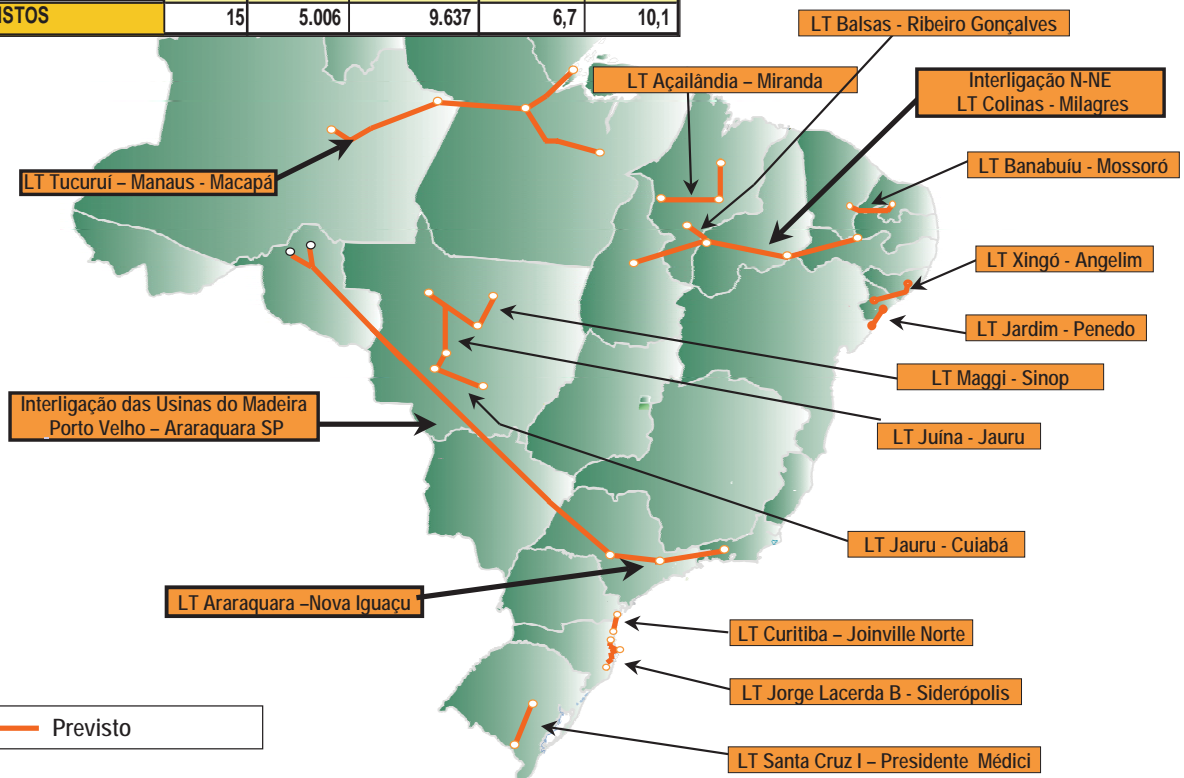 ISTOS 15 5.006 9.637 6,7 10,1
LT Balsas - Ribeiro Gonçalves
LT Açailândia – Miranda
Interligação N-NE
LT Colinas - Milagres
LT Banabuíu - Mossoró
LT Tucuruí – Manaus - Macapá
LT Xingó - Angelim
LT Jardim - Penedo
LT Maggi - Sinop
Interligação das Usinas do Madeira
Porto Velho – Araraquara SP
LT Juína - Jauru
LT Jauru - Cuiabá
LT Araraquara –Nova Iguaçu
LT Curitiba – Joinville Norte
LT Jorge Lacerda B - Siderópolis
Previsto
LT Santa Cruz I – Presidente Médici